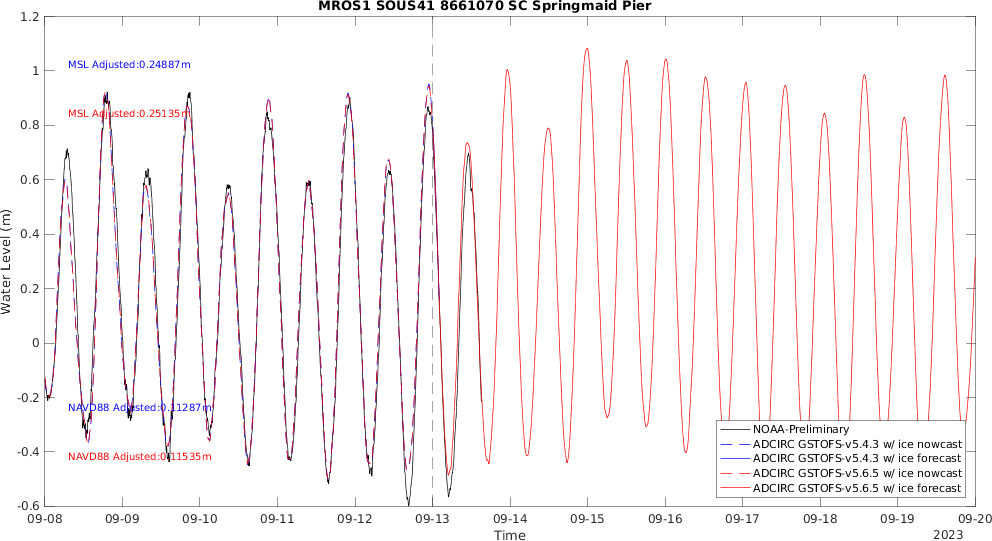 MROS1 SOUS41 8661070 SC Springmaid Pier
1.2
1
0.8
0.6
0.4
0.2
0
-0.2
-0.4
-0.6
Water Level (m)
MSL Adjusted:0.24887m
MSL Adjusted:0.25135m
NAVD88 Adjusted:0.11287m
NAVD88 Adjusted:0.11535m
NOAA-Preliminary
ADCIRC GSTOFS-v5.4.3 w/ ice nowcast
ADCIRC GSTOFS-v5.4.3 w/ ice forecast
ADCIRC GSTOFS-v5.6.5 w/ ice nowcast
ADCIRC GSTOFS-v5.6.5 w/ ice forecast
09-08 09-09 09-10 09-11 09-12 09-13 09-14 09-15 09-16 09-17 09-18 09-19 09-20
Time
2023